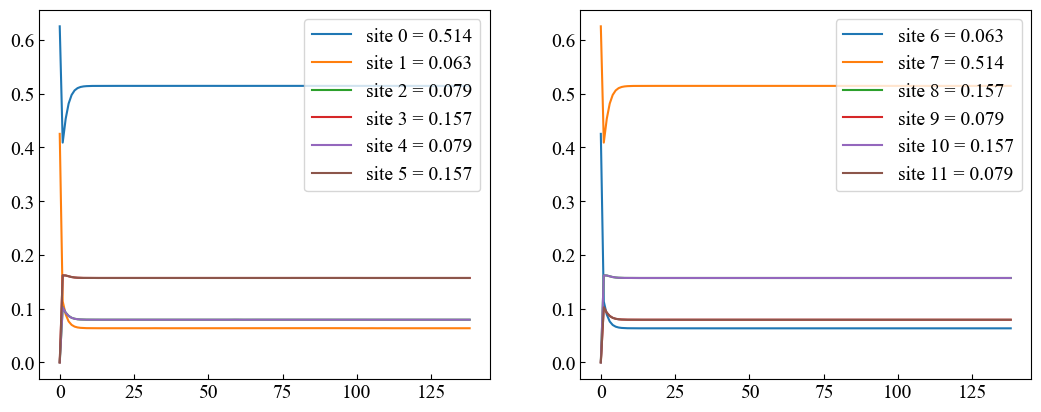 0.6
0.5
0.4
0.3
0.2
0.1
0.0
0
25
50
75
100
125
site 0 = 0.514
site 1 = 0.063
site 2 = 0.079
site 3 = 0.157
site 4 = 0.079
site 5 = 0.157
0.6
0.5
0.4
0.3
0.2
0.1
0.0
0
25
50
75
100
125
site 6 = 0.063
site 7 = 0.514
site 8 = 0.157
site 9 = 0.079
site 10 = 0.157
site 11 = 0.079